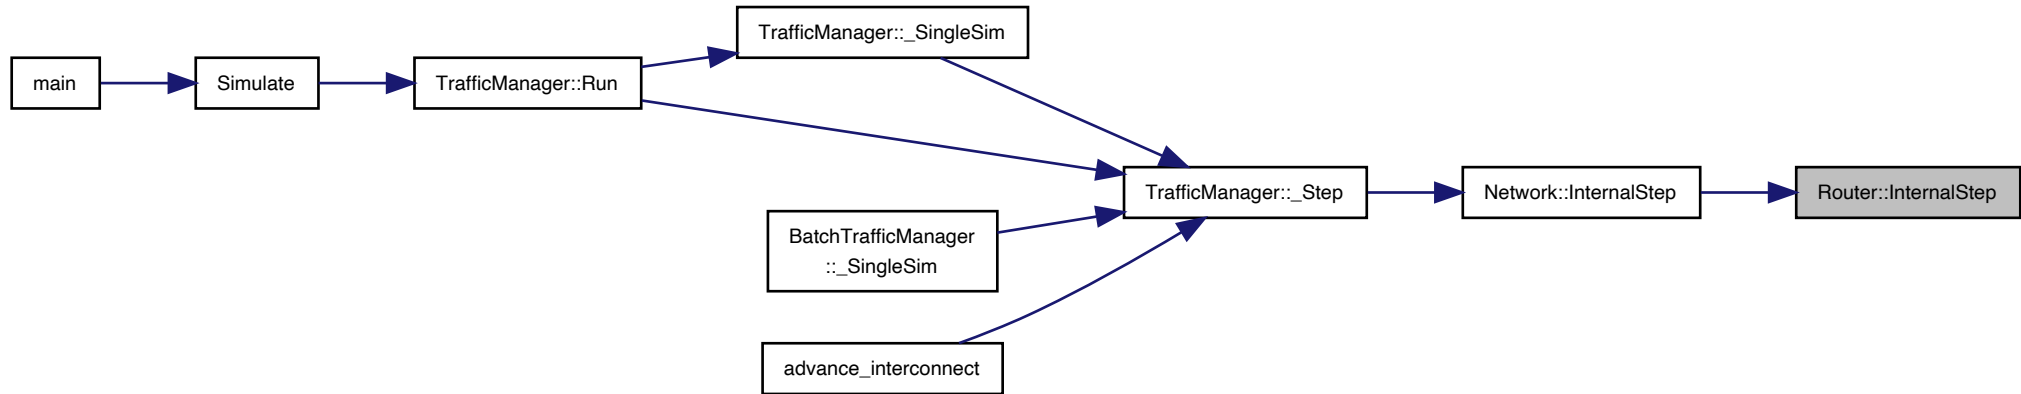 TrafficManager::_SingleSim
main
Simulate
TrafficManager::Run
TrafficManager::_Step
Network::InternalStep
Router::InternalStep
BatchTrafficManager
::_SingleSim
advance_interconnect